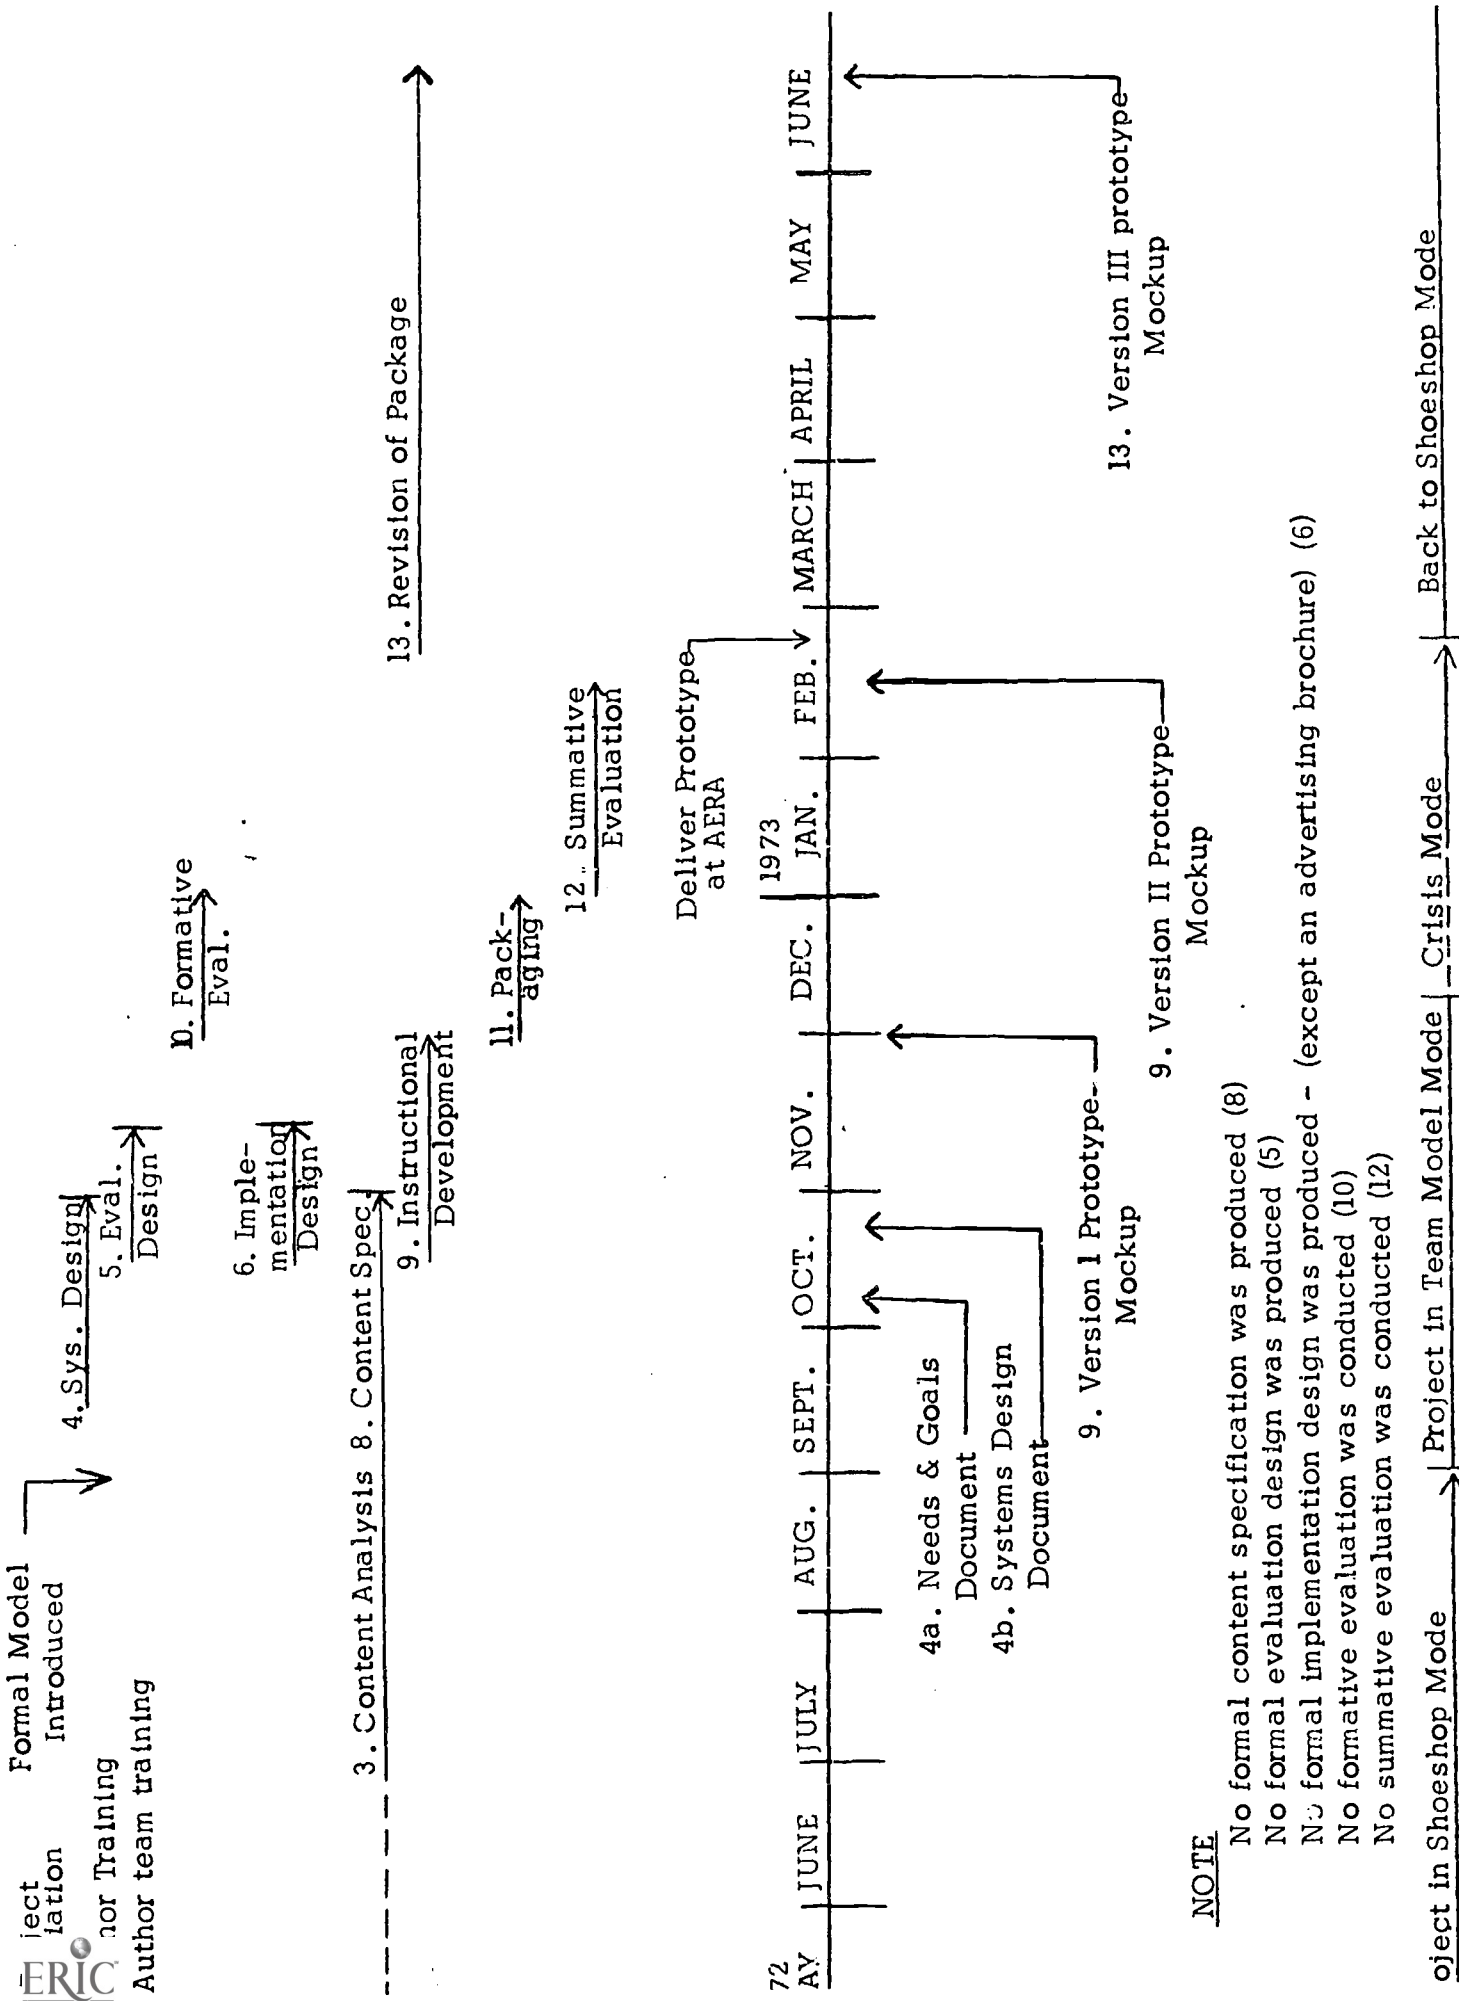 ject
iation
nor Training
Author team training
Formal Model
Introduced
4. Sys. Design
5. Eval.
Design
10. Formative
Eval.
6. Imple-
mentation
Design
3. Content Analysis 8. Content Spec.
9. Instructional
Development
13. Revision of Package
11. Pack-
aging
12. Summative
Evaluation
Deliver Prototype
at AERA
72
AY JUNE JULY AUG. SEPT. OCT. NOV. DEC. 1973 JAN. FEB. MARCH APRIL MAY JUNE
4a. Needs & Goals
Document
4b. Systems Design
Document
9. Version I Prototype
Mockup
9. Version II Prototype
Mockup
13. Version III prototype
Mockup
NOTE
No formal content specification was produced (8)
No formal evaluation design was produced (5)
No formal implementation design was produced - (except an advertising brochure) (6)
No formative evaluation was conducted (10)
No summative evaluation was conducted (12)
oject in Shoeshop Mode
Project in Team Model Mode
Crisis Mode
Back to Shoeshop Mode
ERIC